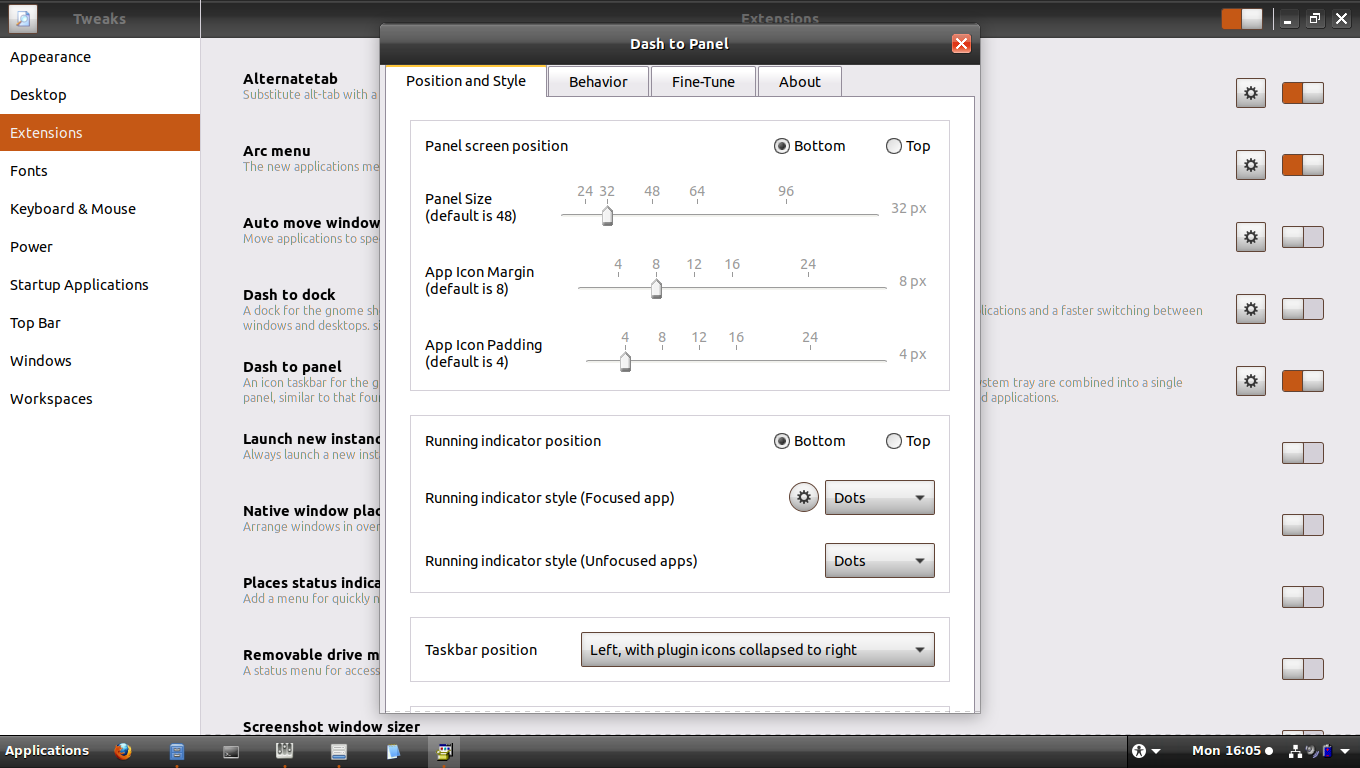 Tweaks
Extensions
Appearance
Desktop
Extensions
Fonts
Keyboard & Mouse
Power
Startup Applications
Top Bar
Windows
Workspaces
Alternatetab
Substitute alt-tab with a
Arc menu
The new applications me
Auto move window
Move applications to spe
Dash to dock
A dock for the gnome sh
lications and a faster switching between
windows and desktops. si
Dash to panel
An icon taskbar for the g
stem tray are combined into a single
panel, similar to that foun
d applications.
Launch new instanc
Always launch a new inst
Native window plac
Arrange windows in over
Places status indica
Add a menu for quickly n
Removable drive m
A status menu for access
Screenshot window sizer
Dash to Panel
Position and Style
Behavior
Fine-Tune
About
Panel screen position
Bottom
Top
Panel Size
(default is 48)
24 32 48 64 96
32 px
App Icon Margin
(default is 8)
4 8 12 16 24
8 px
App Icon Padding
(default is 4)
4 8 12 16 24
4 px
Running indicator position
Bottom
Top
Running indicator style (Focused app)
Dots
Running indicator style (Unfocused apps)
Dots
Taskbar position
Left, with plugin icons collapsed to right
Applications
Mon 16:05